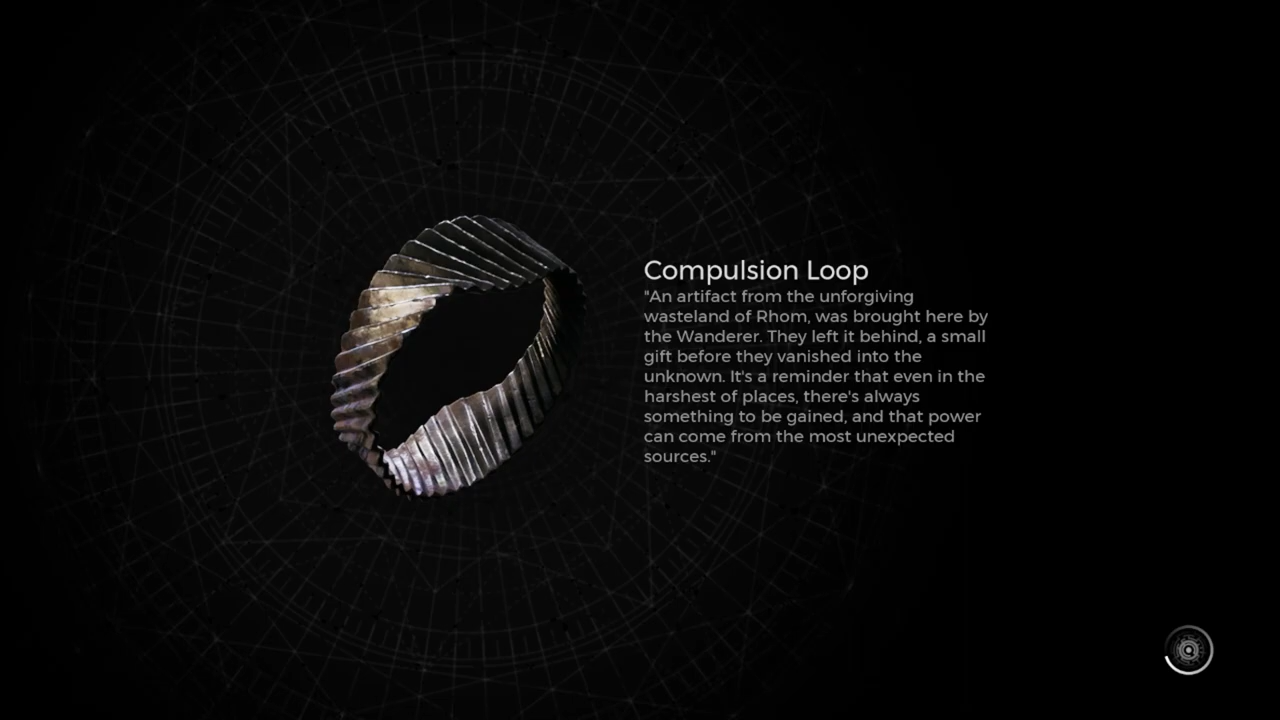 Compulsion Loop
"An artifact from the unforgiving
wasteland of Rhom, was brought here by
the Wanderer. They left it behind, a small
gift before they vanished into the
unknown. It's a reminder that even in the
harshest of places, there's always
something to be gained, and that power
can come from the most unexpected
sources."